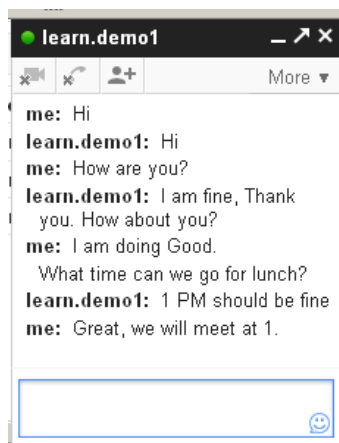 learn.demo1
More
me: Hi
learn.demo1: Hi
me: How are you?
learn.demo1: I am fine, Thank
you. How about you?
me: I am doing Good.
What time can we go for lunch?
learn.demo1: 1 PM should be fine
me: Great, we will meet at 1.